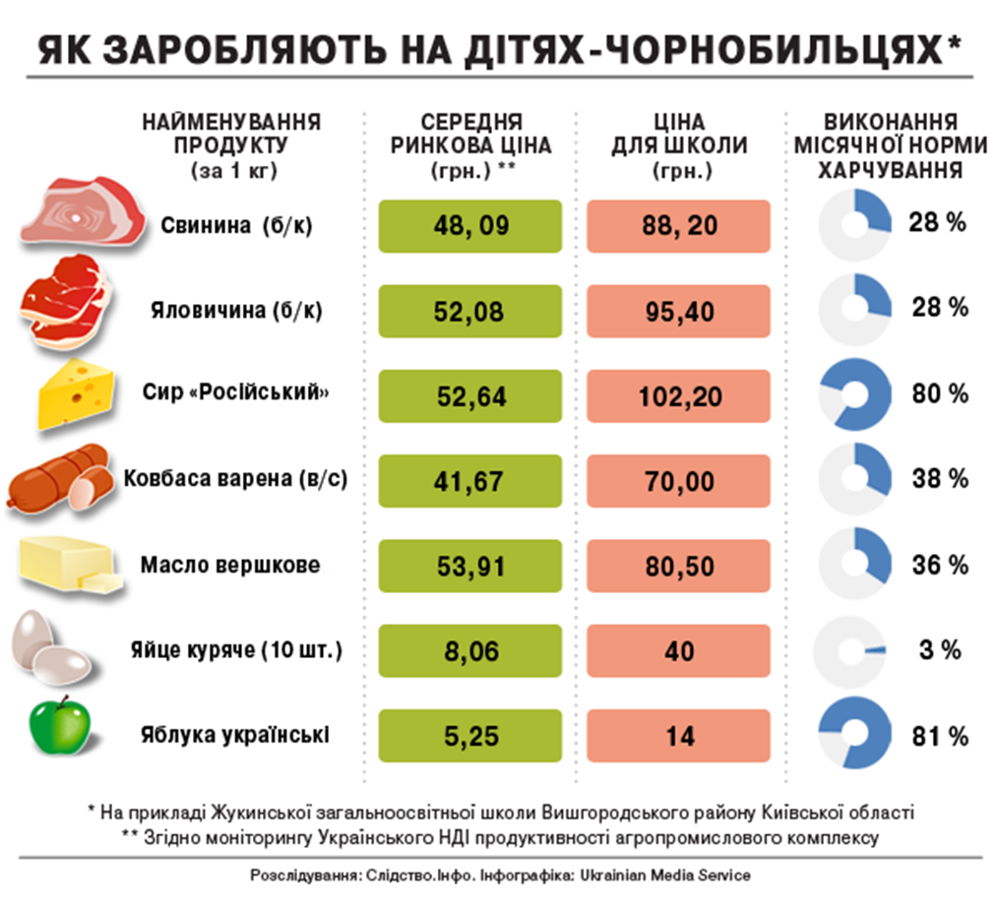 ЯК ЗАРОБЛЯЮТЬ НА ДІТЯХ-ЧОРНОБИЛЬЦЯХ*
НАЙМЕНУВАННЯ
ПРОДУКТУ
(за 1 кг)
СЕРЕДНЯ
РИНКОВА ЦІНА
(грн.) **
ЦІНА
ДЛЯ ШКОЛИ
(грн.)
ВИКОНАННЯ
МІСЯЧНОЇ НОРМИ
ХАРЧУВАННЯ
Свинина (б/к) 48, 09 88, 20 28 %
Яловичина (б/к) 52,08 95,40 28 %
Сир «Російський» 52,64 102,20 80 %
Ковбаса варена (в/с) 41,67 70,00 38 %
Масло вершкове 53,91 80,50 36 %
Яйце куряче (10 шт.) 8,06 40 3 %
Яблука українські 5,25 14 81 %
* На прикладі Жукинської загальноосвітньої школи Вишгородського району Київської області
** Згідно моніторингу Українського НДІ продуктивності агропромислового комплексу
Розслідування: Слідство.Інфо. Інфографіка: Ukrainian Media Service